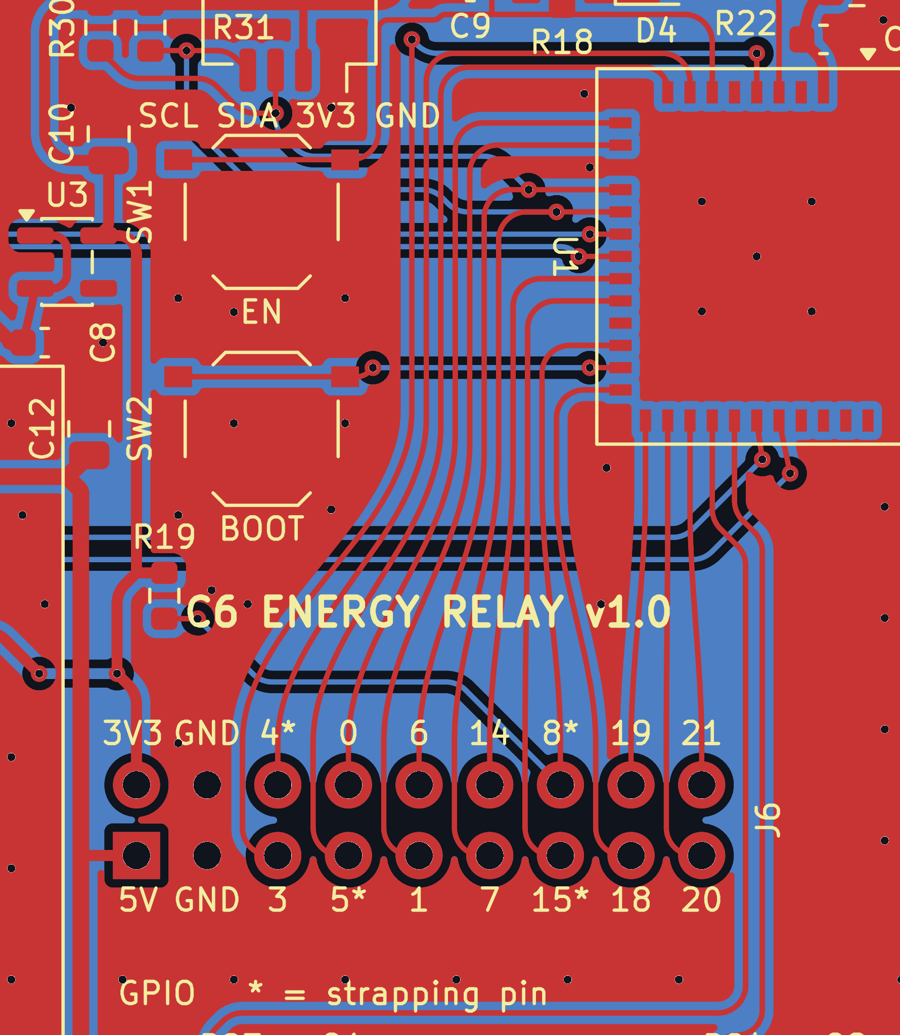 R30
R31
C9
R18
D4
R22
C10
SCL SDA 3V3 GND
U3
SW1
U1
EN
C8
C12
SW2
BOOT
R19
C6 ENERGY RELAY v1.0
3V3 GND 4* 0 6 14 8* 19 21
J6
5V GND 3 5* 1 7 15* 18 20
GPIO * = strapping pin